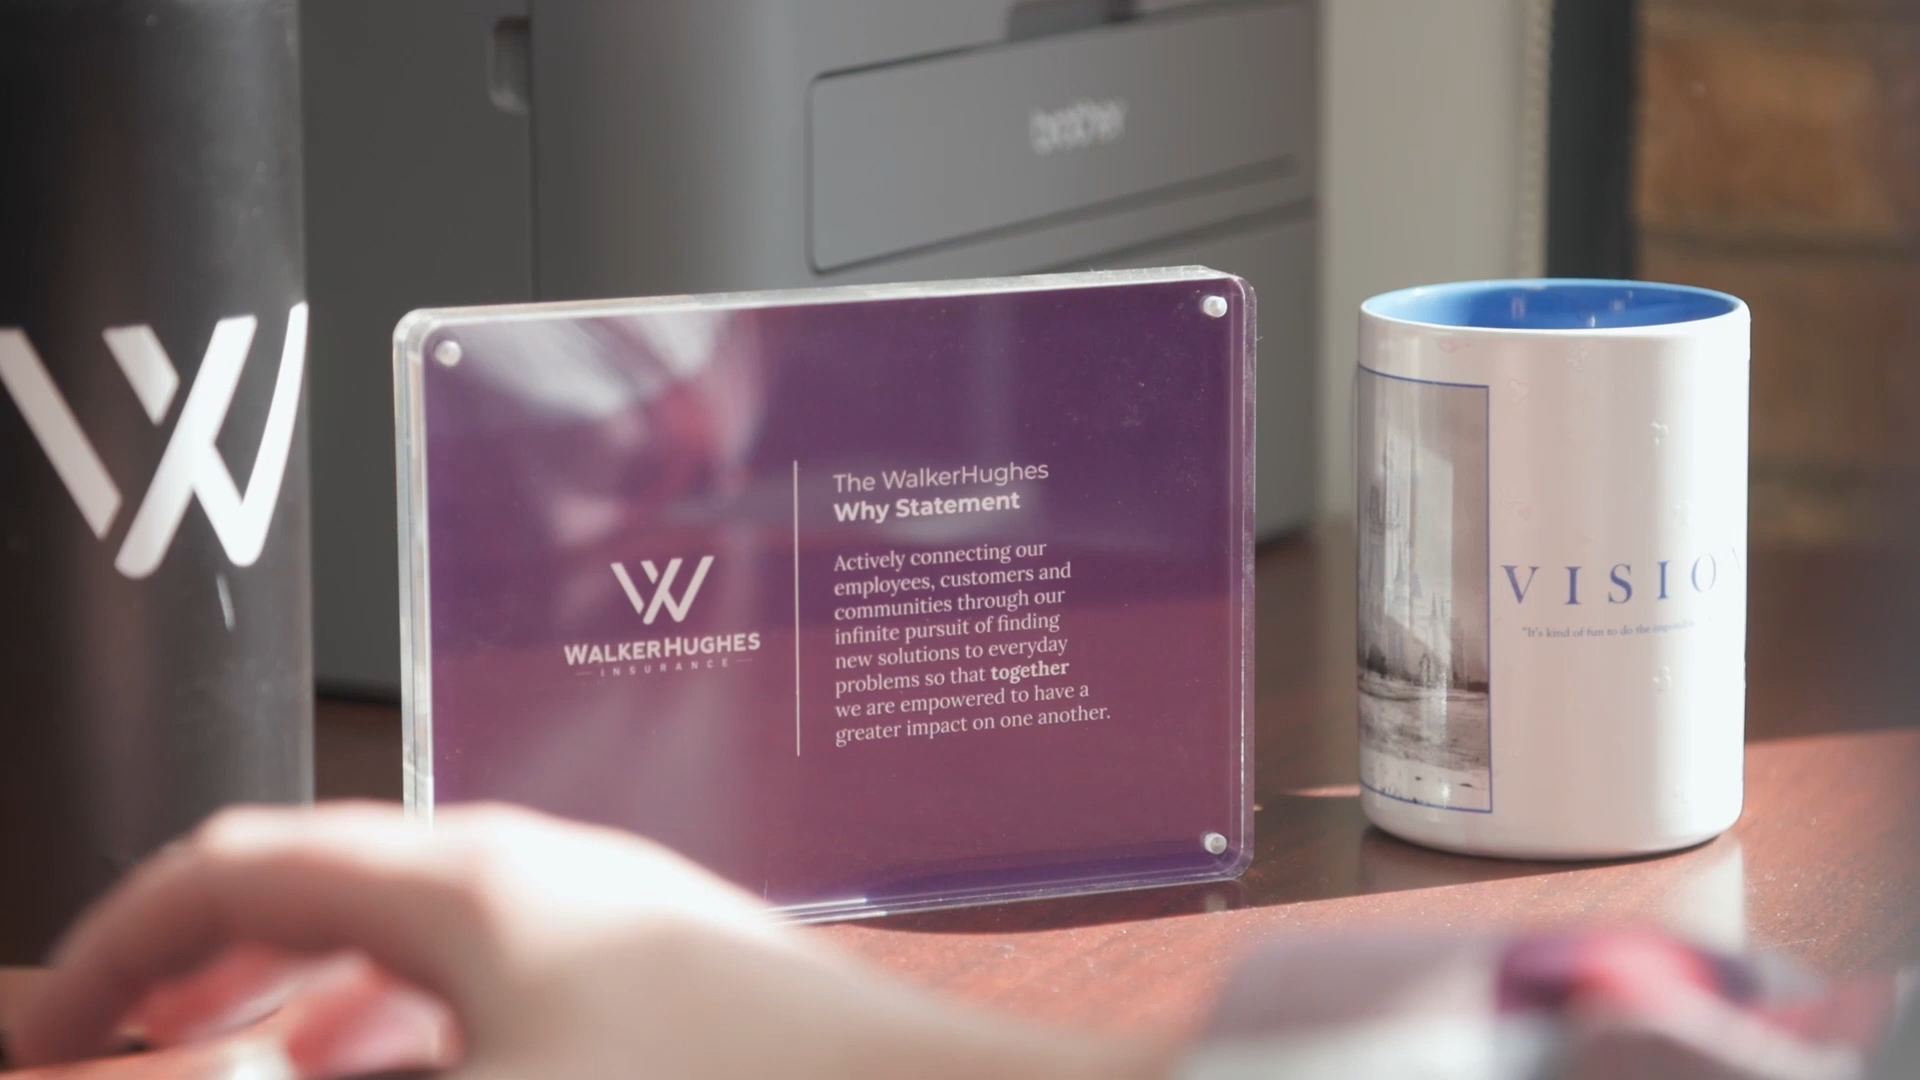 brother
W
The WalkerHughes
Why Statement
Actively connecting our
employees, customers and
communities through our
infinite pursuit of finding
new solutions to everyday
problems so that together
we are empowered to have a
greater impact on one another.
W
WALKERHUGHES
INSURANCE
VISION
"It's kind of fun to do the